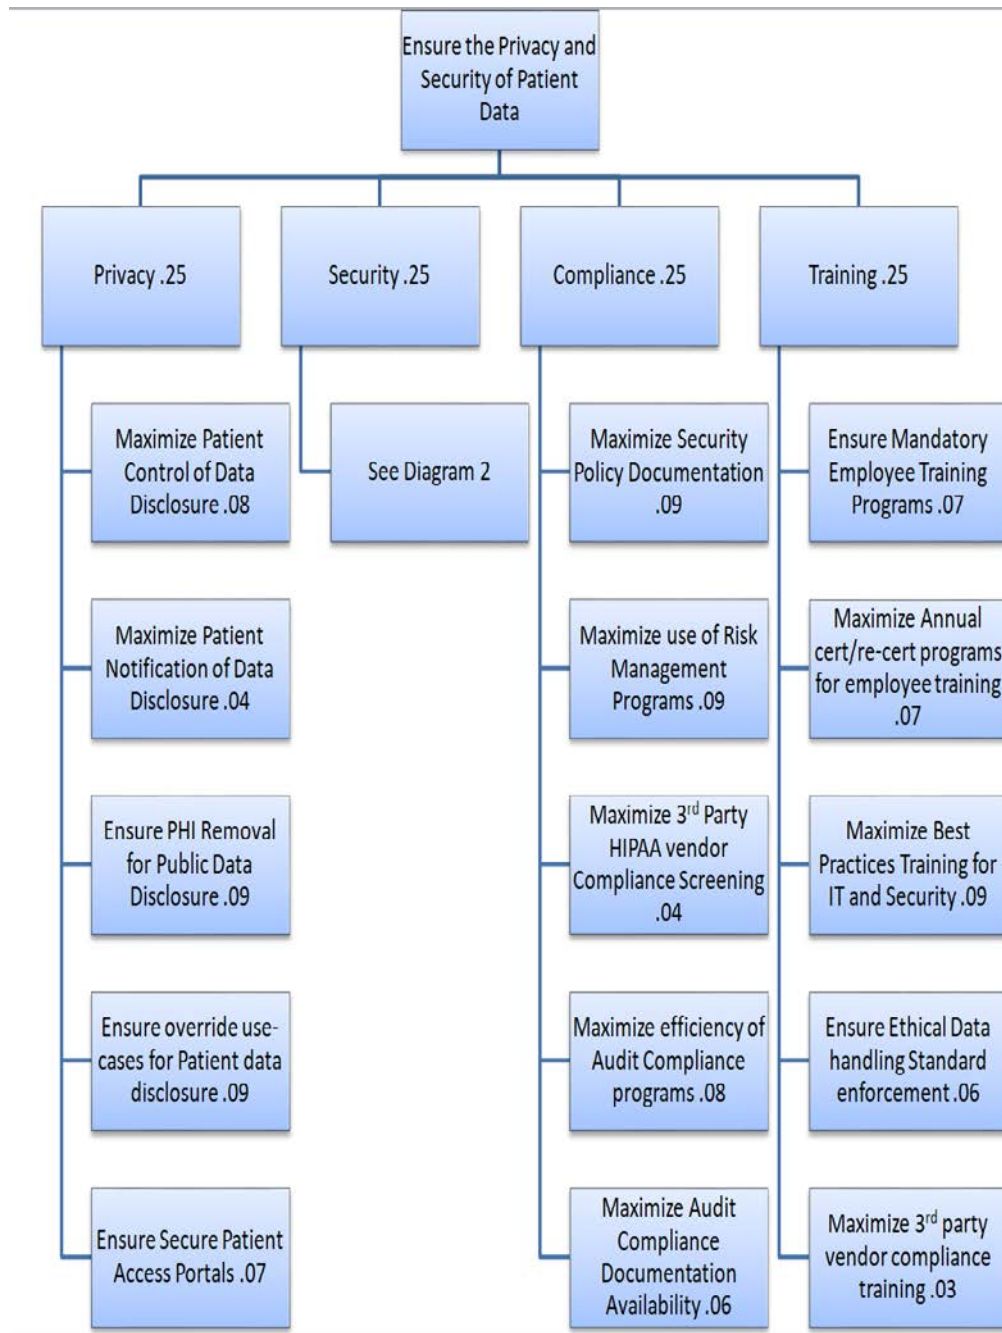 Ensure the Privacy and
Security of Patient
Data
Privacy .25
Security .25
Compliance .25
Training .25
Maximize Patient
Control of Data
Disclosure .08
Maximize Patient
Notification of Data
Disclosure .04
Ensure PHI Removal
for Public Data
Disclosure .09
Ensure override use-
cases for Patient data
disclosure .09
Ensure Secure Patient
Access Portals .07
See Diagram 2
Maximize Security
Policy Documentation
.09
Maximize use of Risk
Management
Programs .09
Maximize 3rd Party
HIPAA vendor
Compliance Screening
.04
Maximize efficiency of
Audit Compliance
programs .08
Maximize Audit
Compliance
Documentation
Availability .06
Ensure Mandatory
Employee Training
Programs .07
Maximize Annual
cert/re-cert programs
for employee training
.07
Maximize Best
Practices Training for
IT and Security .09
Ensure Ethical Data
handling Standard
enforcement .06
Maximize 3rd party
vendor compliance
training .03